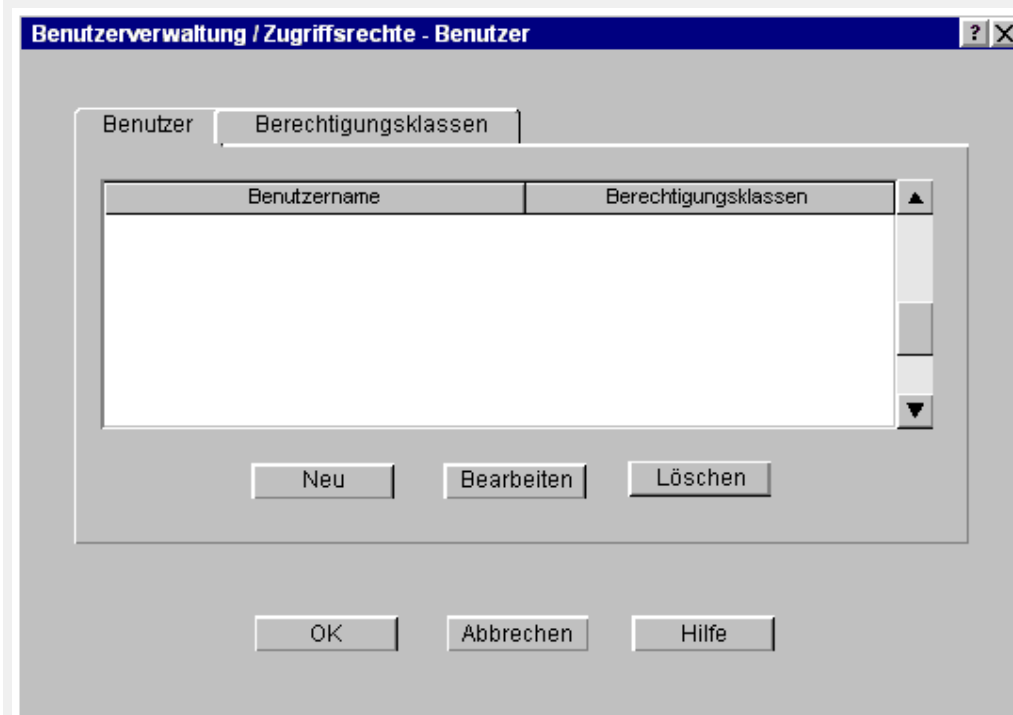 Benutzerverwaltung / Zugriffsrechte - Benutzer ?
Benutzer Berechtigungsklassen
Benutzername Berechtigungsklassen
Neu Bearbeiten Löschen
OK Abbrechen Hilfe